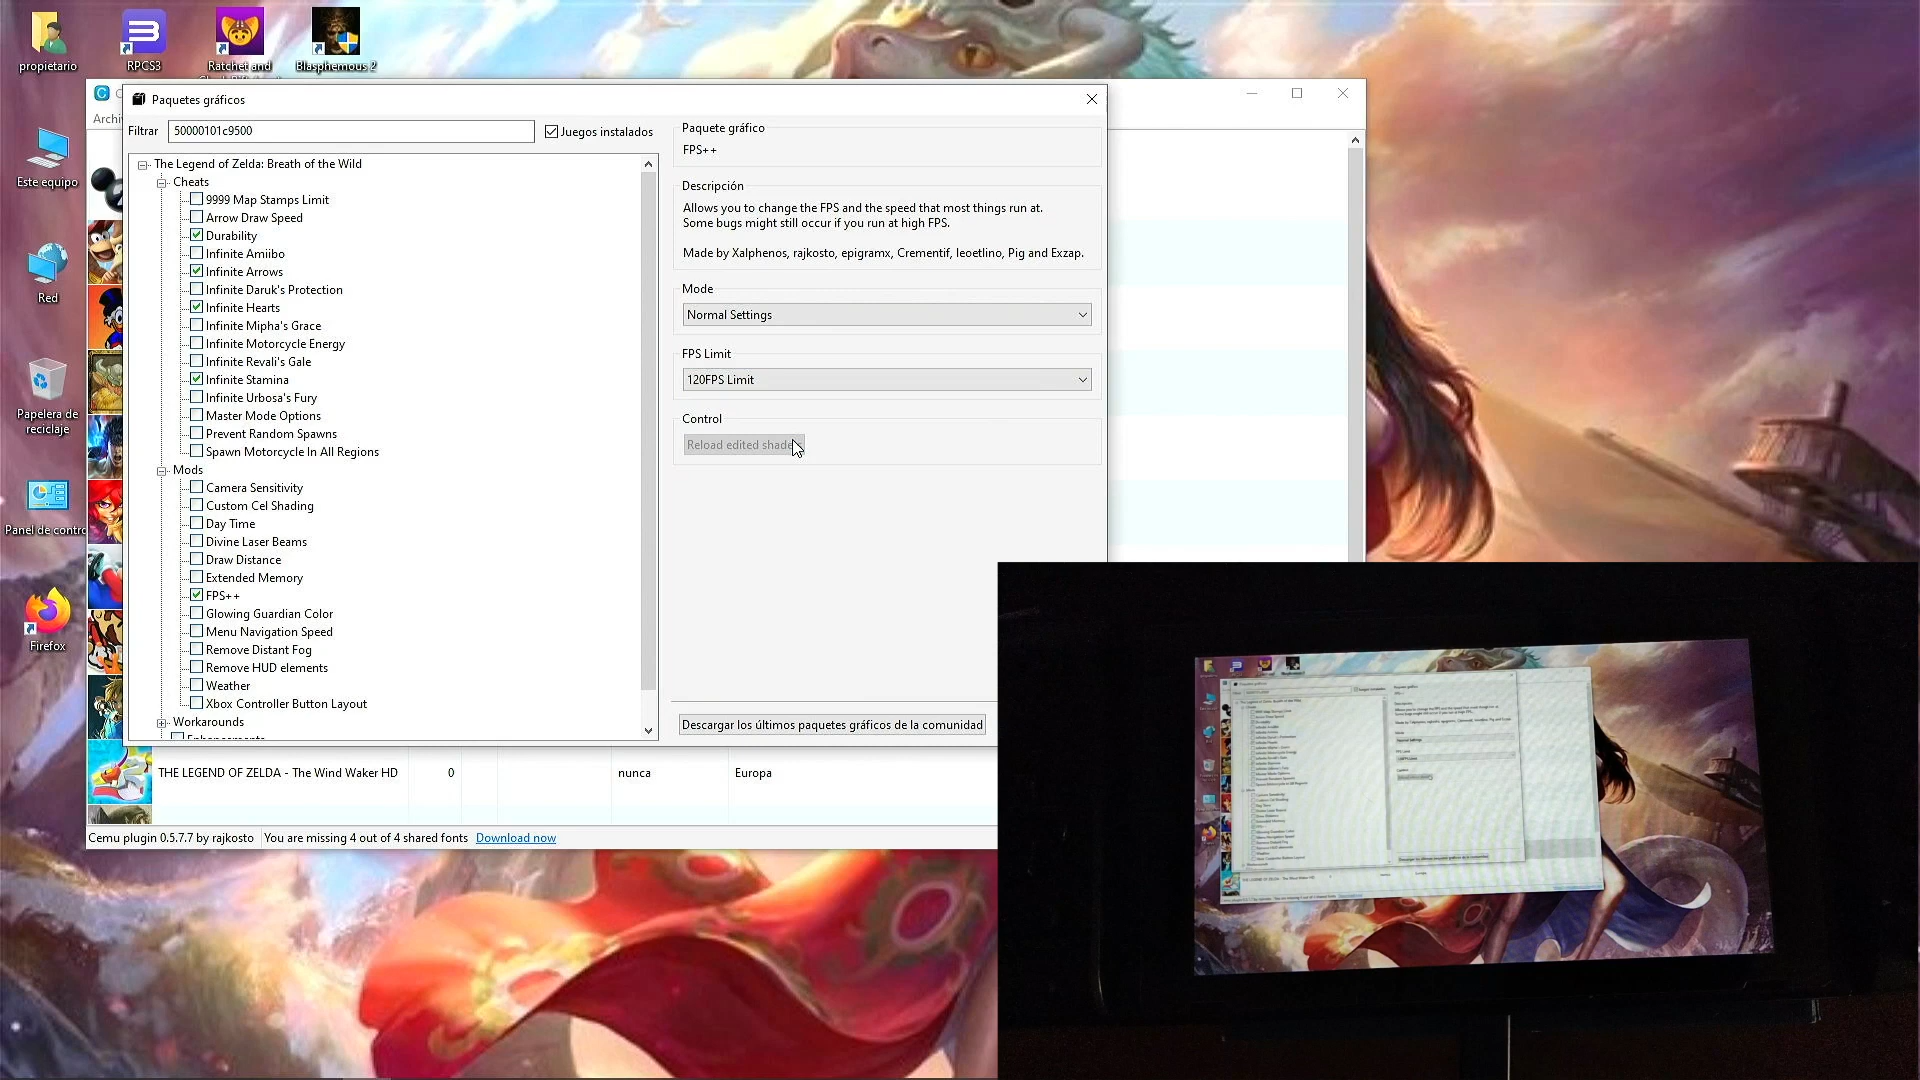 propietario
RPCS3
Ratchet and
Blasphemous 2
Este equipo
Red
Papelera de
reciclaje
Panel de contro
Firefox
Archi
Paquetes gráficos
Filtrar
50000101c9500
Juegos instalados
The Legend of Zelda: Breath of the Wild
Cheats
9999 Map Stamps Limit
Arrow Draw Speed
Durability
Infinite Amiibo
Infinite Arrows
Infinite Daruk's Protection
Infinite Hearts
Infinite Mipha's Grace
Infinite Motorcycle Energy
Infinite Revali's Gale
Infinite Stamina
Infinite Urbosa's Fury
Master Mode Options
Prevent Random Spawns
Spawn Motorcycle In All Regions
Mods
Camera Sensitivity
Custom Cel Shading
Day Time
Divine Laser Beams
Draw Distance
Extended Memory
FPS++
Glowing Guardian Color
Menu Navigation Speed
Remove Distant Fog
Remove HUD elements
Weather
Xbox Controller Button Layout
Workarounds
Enhancements
Paquete gráfico
FPS++
Descripción
Allows you to change the FPS and the speed that most things run at.
Some bugs might still occur if you run at high FPS.
Made by Xalphenos, rajkosto, epigramx, Crementif, leoetlino, Pig and Exzap.
Mode
Normal Settings
FPS Limit
120FPS Limit
Control
Reload edited shade
Descargar los últimos paquetes gráficos de la comunidad
THE LEGEND OF ZELDA - The Wind Waker HD 0 nunca Europa
Cemu plugin 0.5.7.7 by rajkosto You are missing 4 out of 4 shared fonts Download now